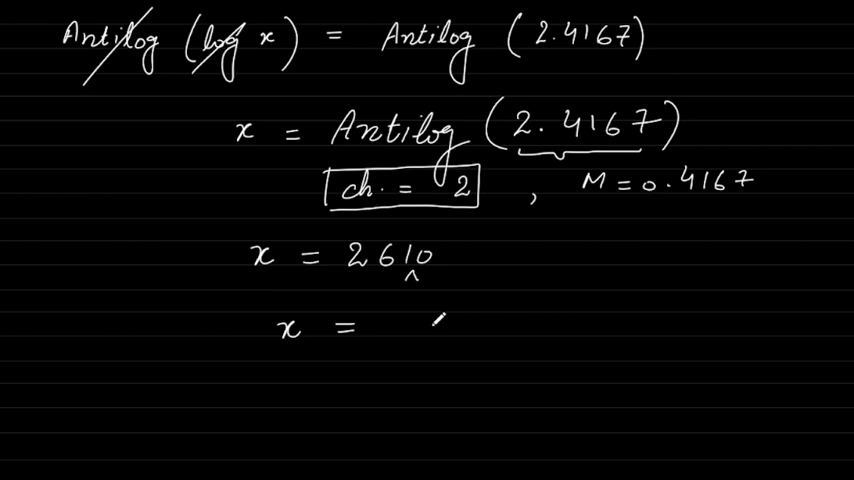 Antilog (log x) = Antilog (2.4167)
x = Antilog (2.4167)
ch. = 2 , M = 0.4167
x = 2610
^
x =